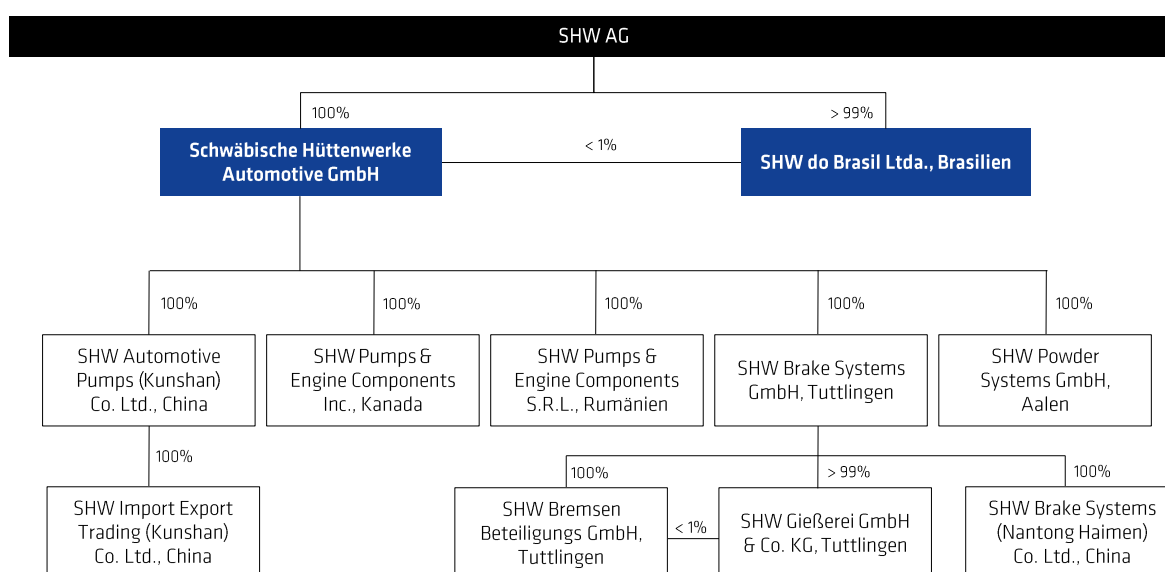 SHW AG
100%
> 99%
Schwäbische Hüttenwerke
Automotive GmbH
< 1%
SHW do Brasil Ltda., Brasilien
100%
100%
100%
100%
100%
SHW Automotive
Pumps (Kunshan)
Co. Ltd., China
SHW Pumps &
Engine Components
Inc., Kanada
SHW Pumps &
Engine Components
S.R.L., Rumänien
SHW Brake Systems
GmbH, Tuttlingen
SHW Powder
Systems GmbH,
Aalen
100%
100%
> 99%
100%
SHW Import Export
Trading (Kunshan)
Co. Ltd., China
SHW Bremsen
Beteiligungs GmbH,
Tuttlingen
< 1%
SHW Gießerei GmbH
& Co. KG, Tuttlingen
SHW Brake Systems
(Nantong Haimen)
Co. Ltd., China